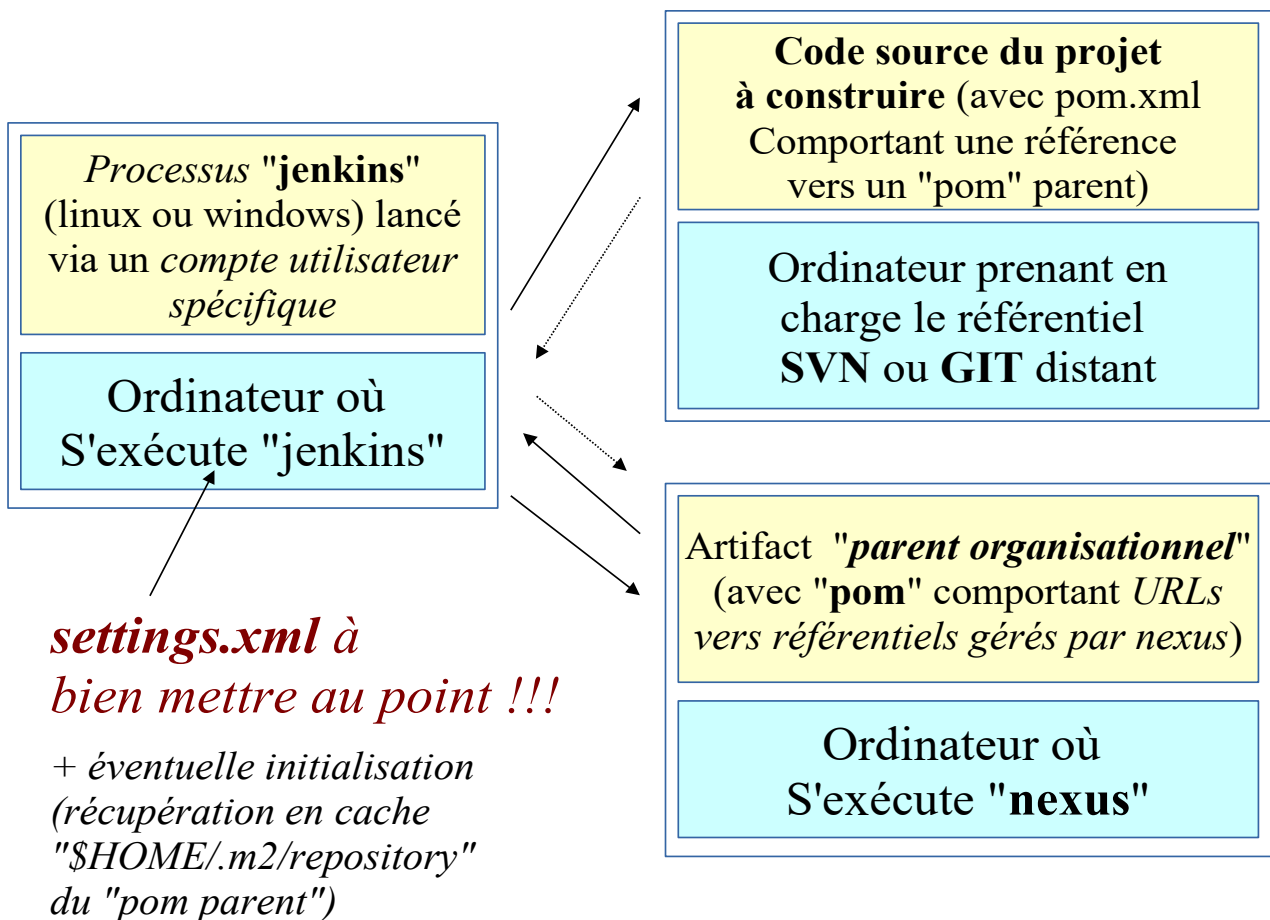 Processus "jenkins"
(linux ou windows) lancé
via un compte utilisateur
spécifique
Ordinateur où
S'exécute "jenkins"
settings.xml à
bien mettre au point !!!
+ éventuelle initialisation
(récupération en cache
"$HOME/.m2/repository"
du "pom parent")
Code source du projet
à construire (avec pom.xml
Comportant une référence
vers un "pom" parent)
Ordinateur prenant en
charge le référentiel
SVN ou GIT distant
Artifact "parent organisationnel"
(avec "pom" comportant URLs
vers référentiels gérés par nexus)
Ordinateur où
S'exécute "nexus"